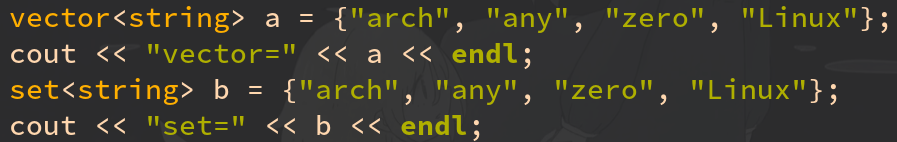 vector<string> a = {"arch", "any", "zero", "Linux"};
cout << "vector=" << a << endl;
set<string> b = {"arch", "any", "zero", "Linux"};
cout << "set=" << b << endl;